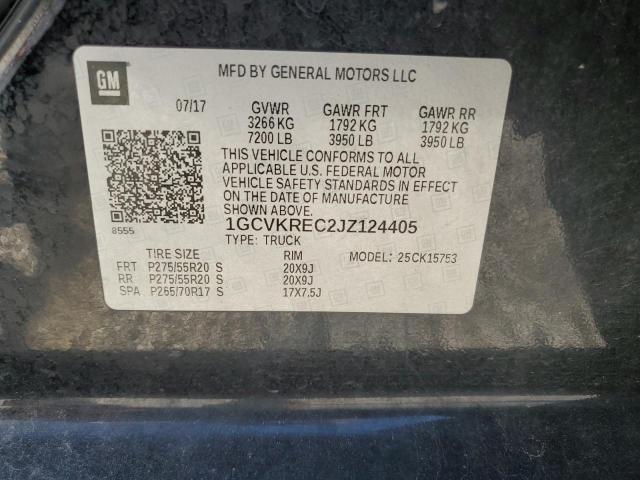 GM
MFD BY GENERAL MOTORS LLC
07/17 GVWR GAWR FRT GAWR RR
3266 KG 1792 KG 1792 KG
7200 LB 3950 LB 3950 LB
THIS VEHICLE CONFORMS TO ALL
APPLICABLE U.S. FEDERAL MOTOR
VEHICLE SAFETY STANDARDS IN EFFECT
ON THE DATE OF MANUFACTURE
SHOWN ABOVE.
8555
1GCVKREC2JZ124405
TYPE: TRUCK
TIRE SIZE RIM MODEL: 25CK15753
FRT P275/55R20 S 20X9J
RR P275/55R20 S 20X9J
SPA P265/70R17 S 17X7.5J